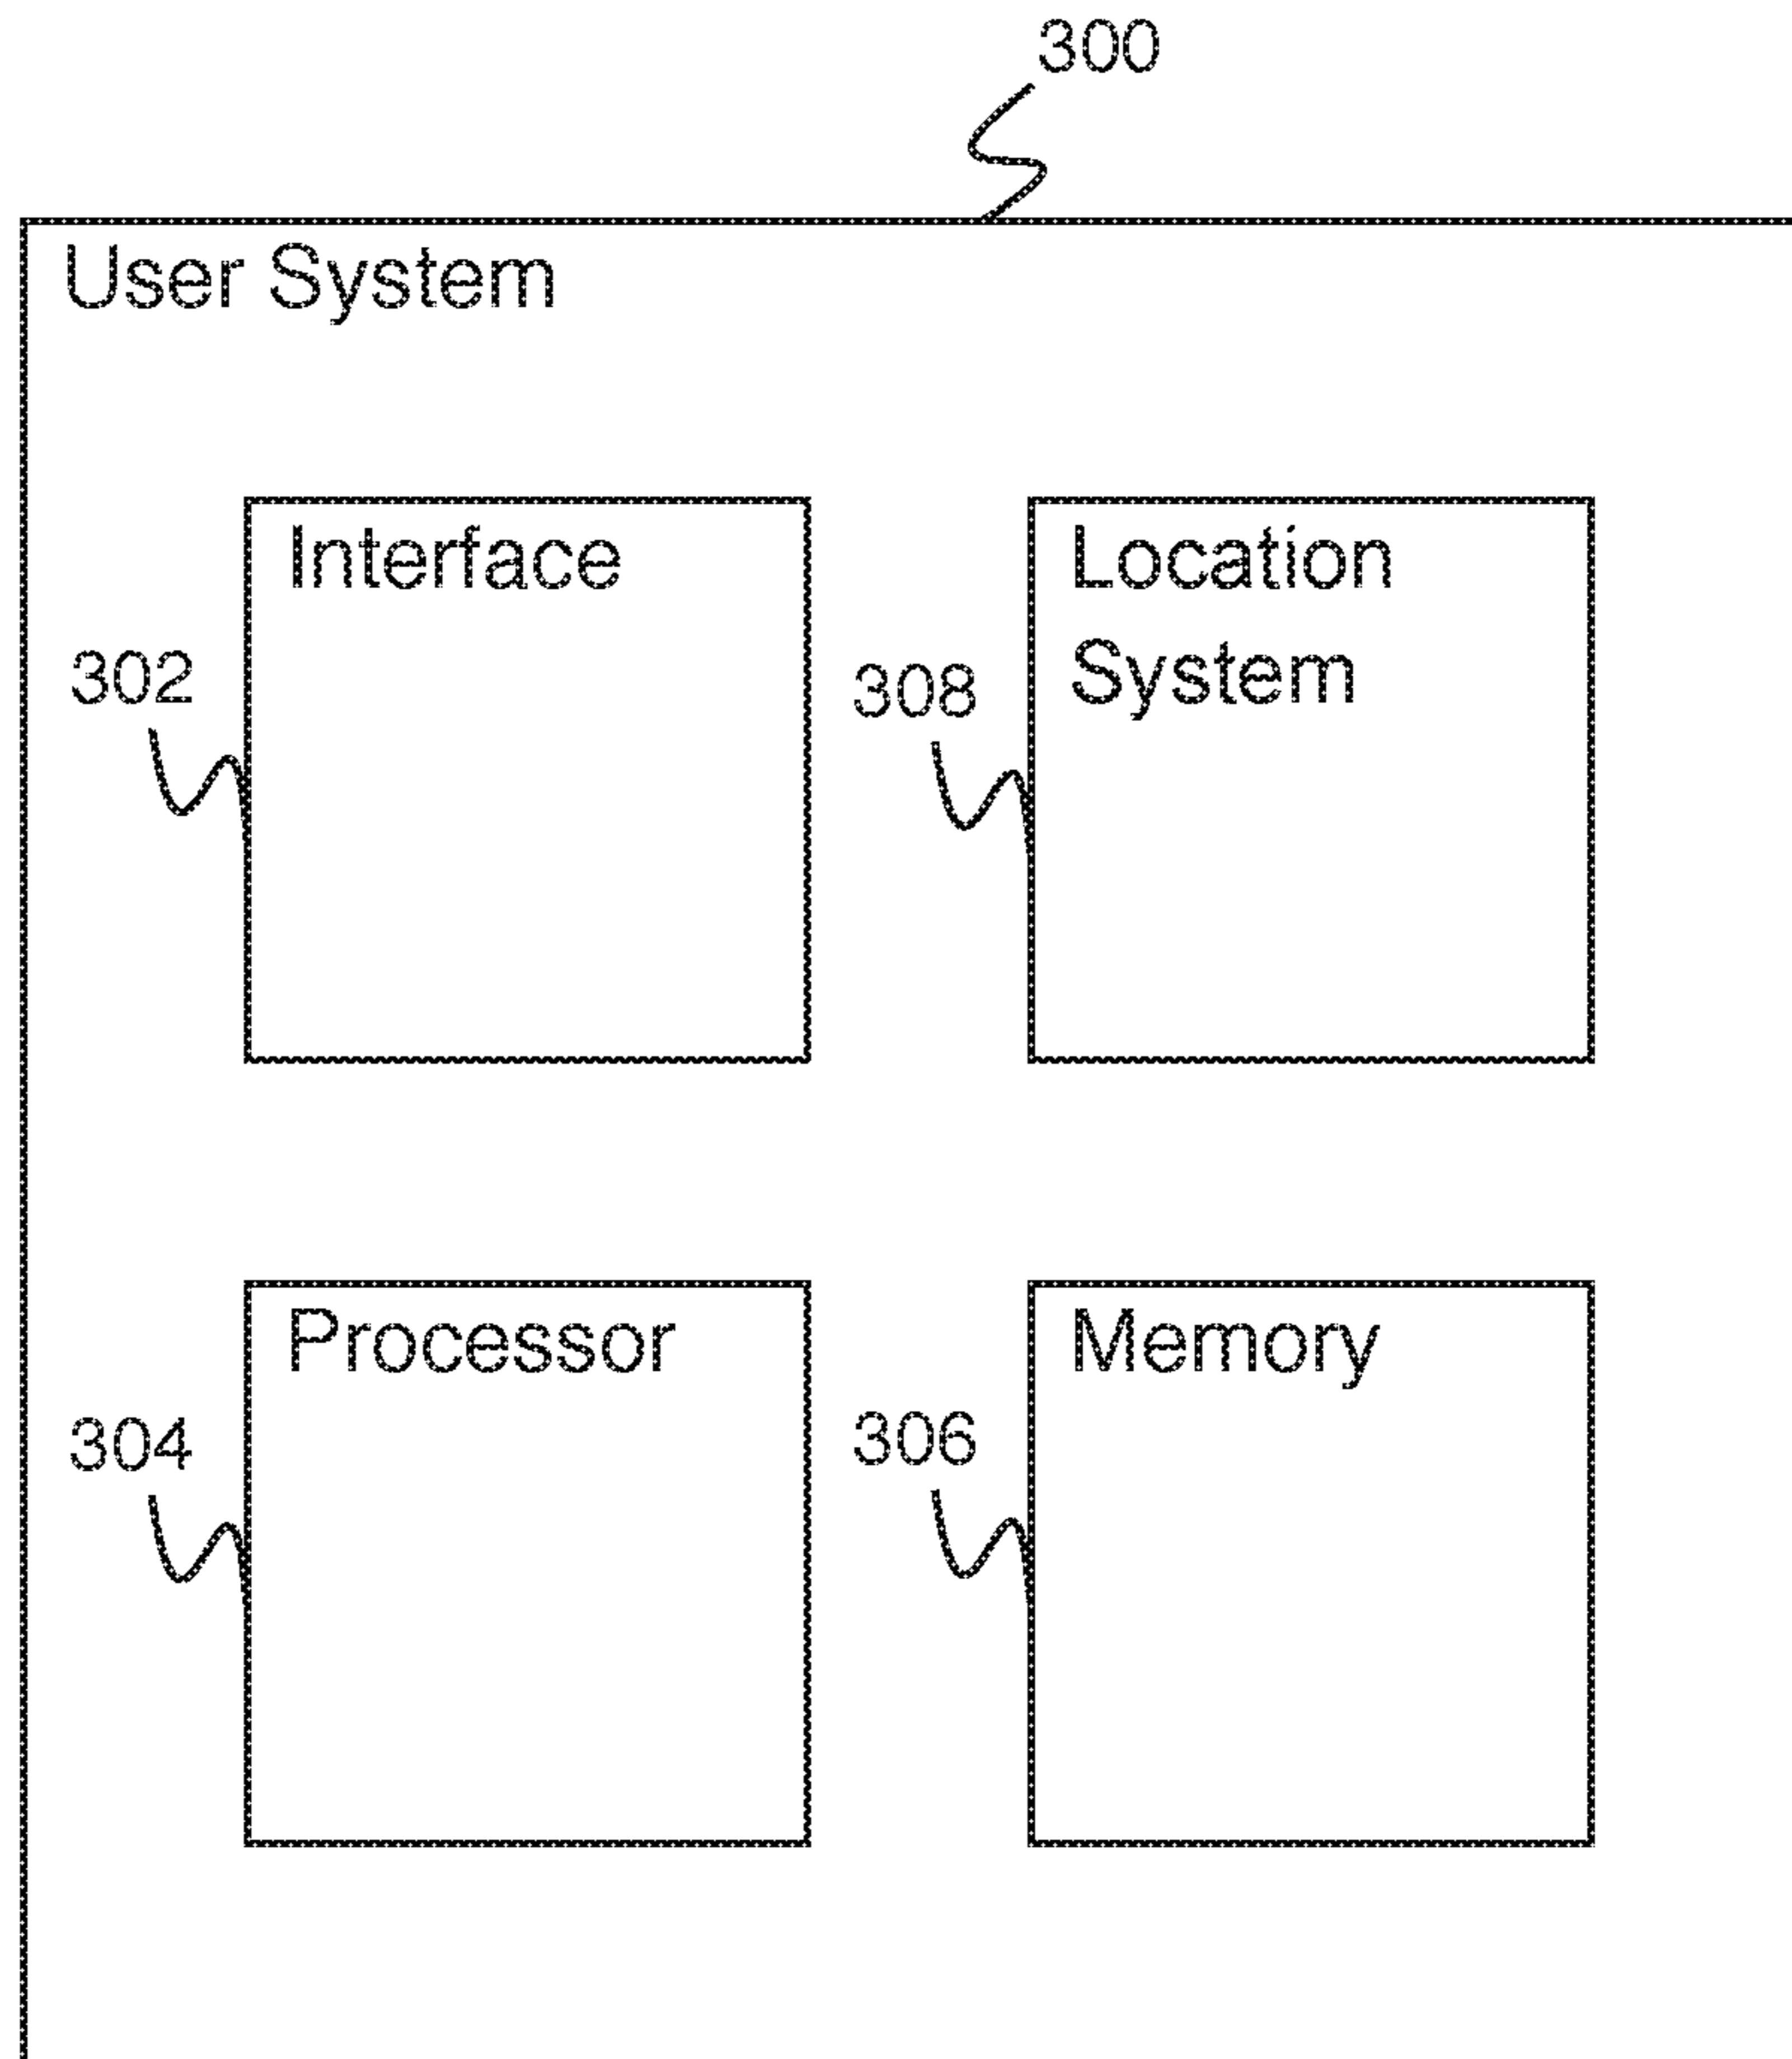 300
User System
Interface
302
Location
System
308
Processor
304
Memory
306